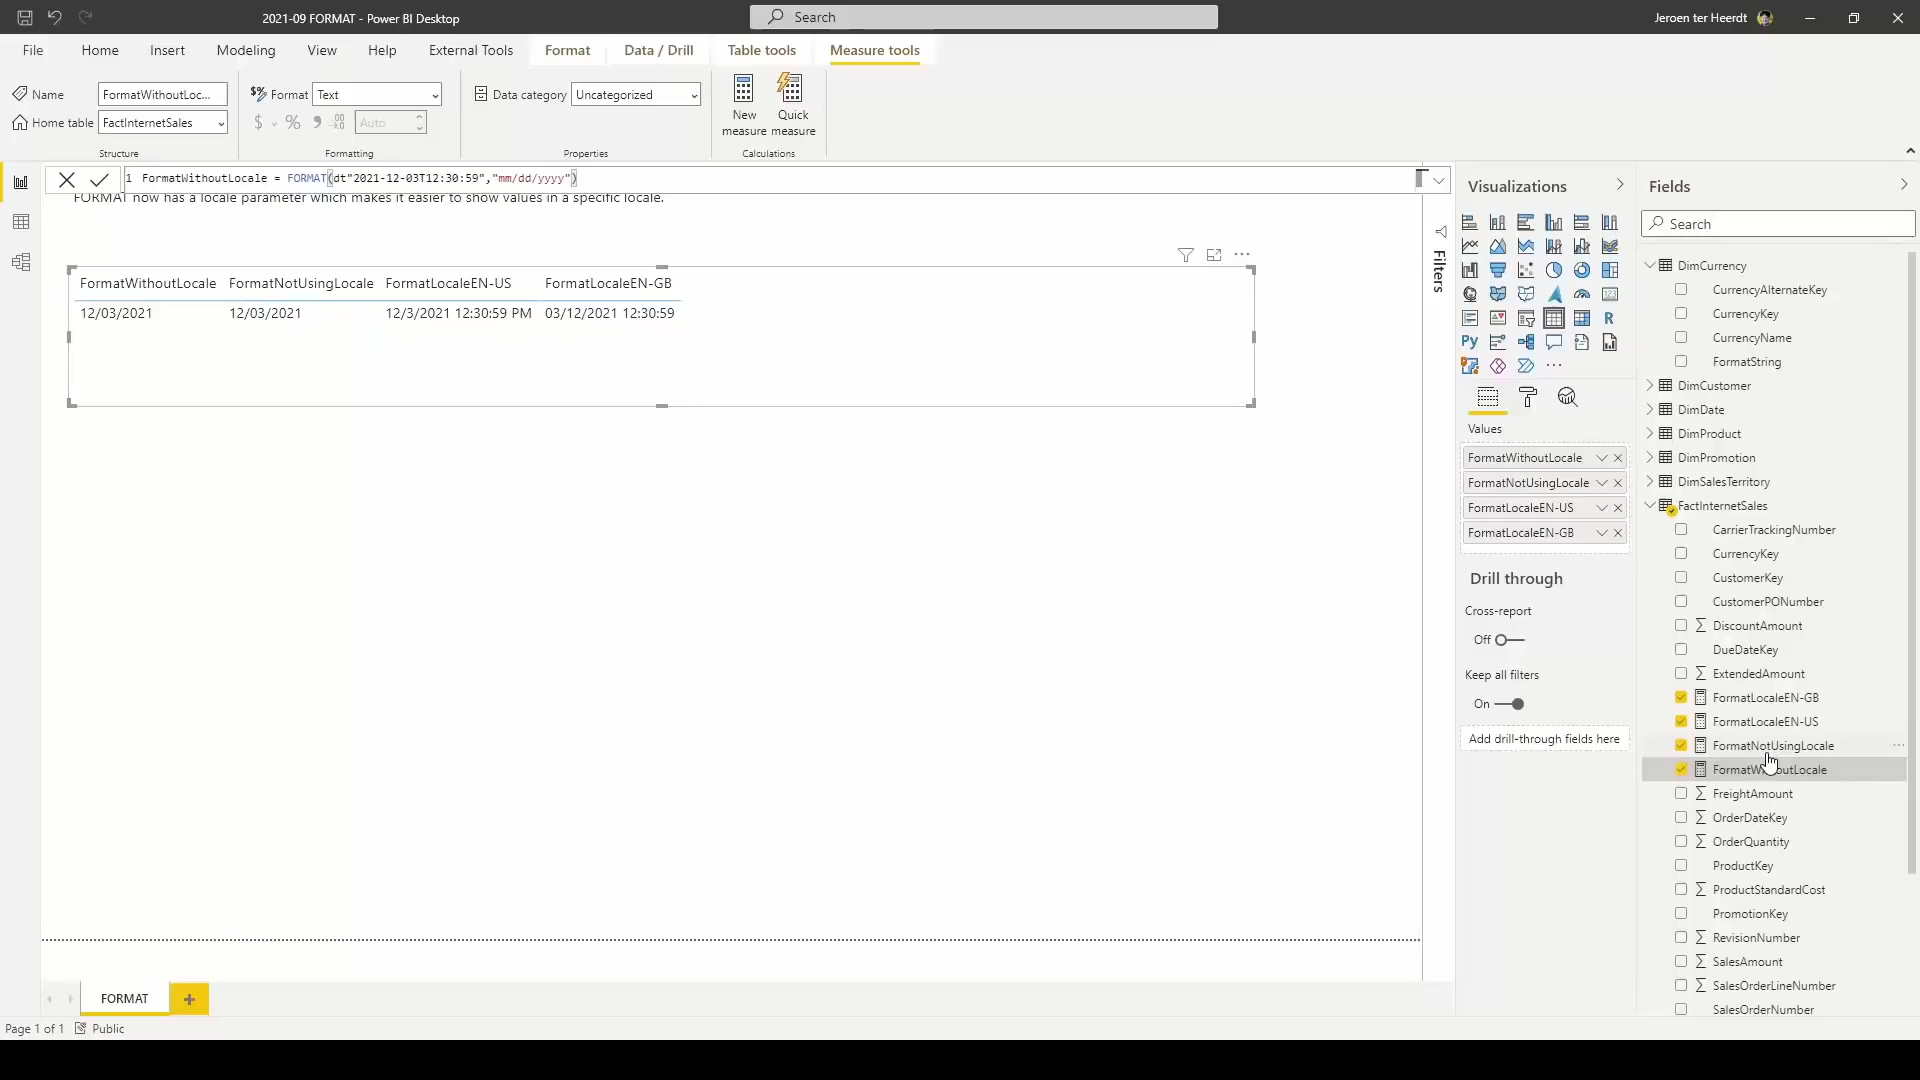 2021-09 FORMAT - Power BI Desktop
Search
Jeroen ter Heerdt
File
Home
Insert
Modeling
View
Help
External Tools
Format
Data / Drill
Table tools
Measure tools
Name
FormatWithoutLoc...
Home table
FactInternetSales
Structure
$% Format
Text
$
%
Auto
Formatting
Data category
Uncategorized
Properties
New
measure
Quick
measure
Calculations
1 FormatWithoutLocale = FORMAT(dt"2021-12-03T12:30:59","mm/dd/yyyy")
FORMAT now has a locale parameter which makes it easier to show values in a specific locale.
FormatWithoutLocale FormatNotUsingLocale FormatLocaleEN-US FormatLocaleEN-GB
12/03/2021 12/03/2021 12/3/2021 12:30:59 PM 03/12/2021 12:30:59
Filters
Visualizations
R
Py
Values
FormatWithoutLocale
FormatNotUsingLocale
FormatLocaleEN-US
FormatLocaleEN-GB
Drill through
Cross-report
Off
Keep all filters
On
Add drill-through fields here
Fields
Search
DimCurrency
CurrencyAlternateKey
CurrencyKey
CurrencyName
FormatString
DimCustomer
DimDate
DimProduct
DimPromotion
DimSalesTerritory
FactInternetSales
CarrierTrackingNumber
CurrencyKey
CustomerKey
CustomerPONumber
DiscountAmount
DueDateKey
ExtendedAmount
FormatLocaleEN-GB
FormatLocaleEN-US
FormatNotUsingLocale
FormatWithoutLocale
FreightAmount
OrderDateKey
OrderQuantity
ProductKey
ProductStandardCost
PromotionKey
RevisionNumber
SalesAmount
SalesOrderLineNumber
SalesOrderNumber
FORMAT
Page 1 of 1
Public